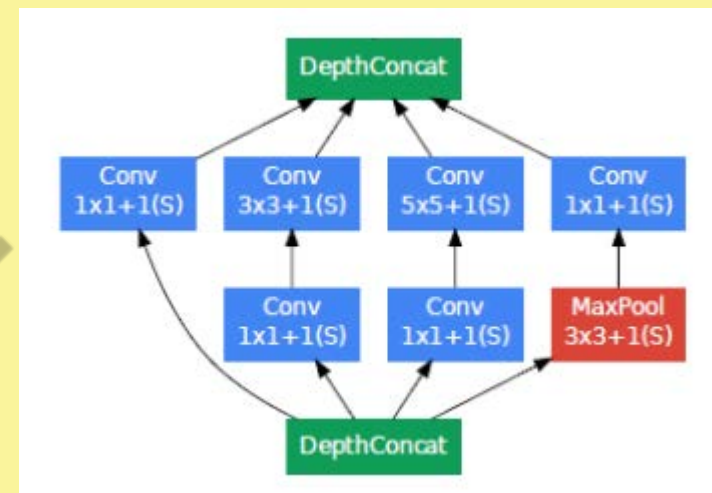 DepthConcat
Conv
1x1+1(S)
Conv
3x3+1(S)
Conv
5x5+1(S)
Conv
1x1+1(S)
Conv
1x1+1(S)
Conv
1x1+1(S)
MaxPool
3x3+1(S)
DepthConcat